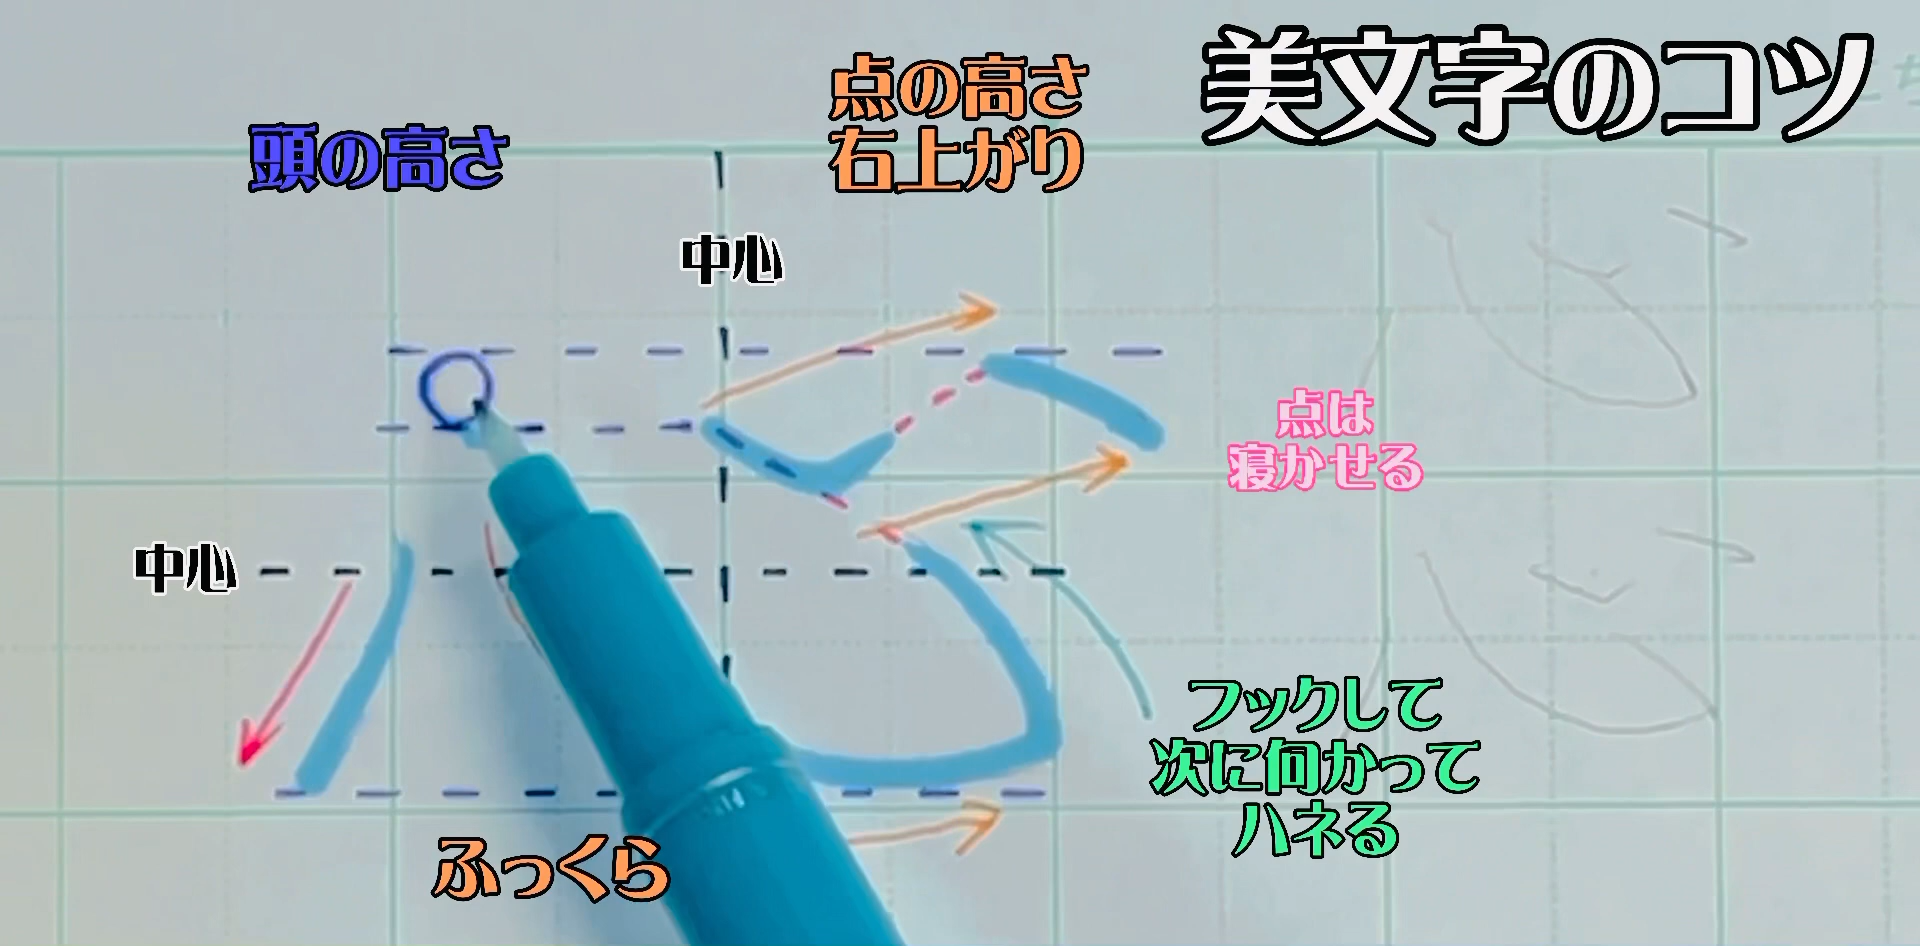 美文字のコツ
点の高さ
右上がり
頭の高さ
中心
点は
寝かせる
中心
フックして
次に向かって
ハネる
ふっくら
心